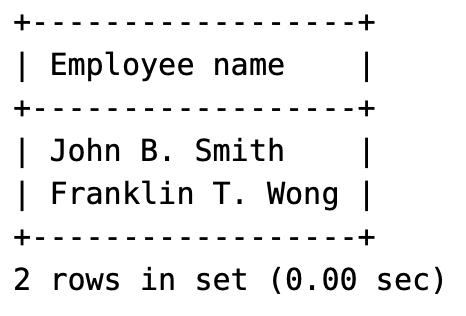 +------------------+
| Employee name    |
+------------------+
| John B. Smith    |
| Franklin T. Wong |
+------------------+
2 rows in set (0.00 sec)